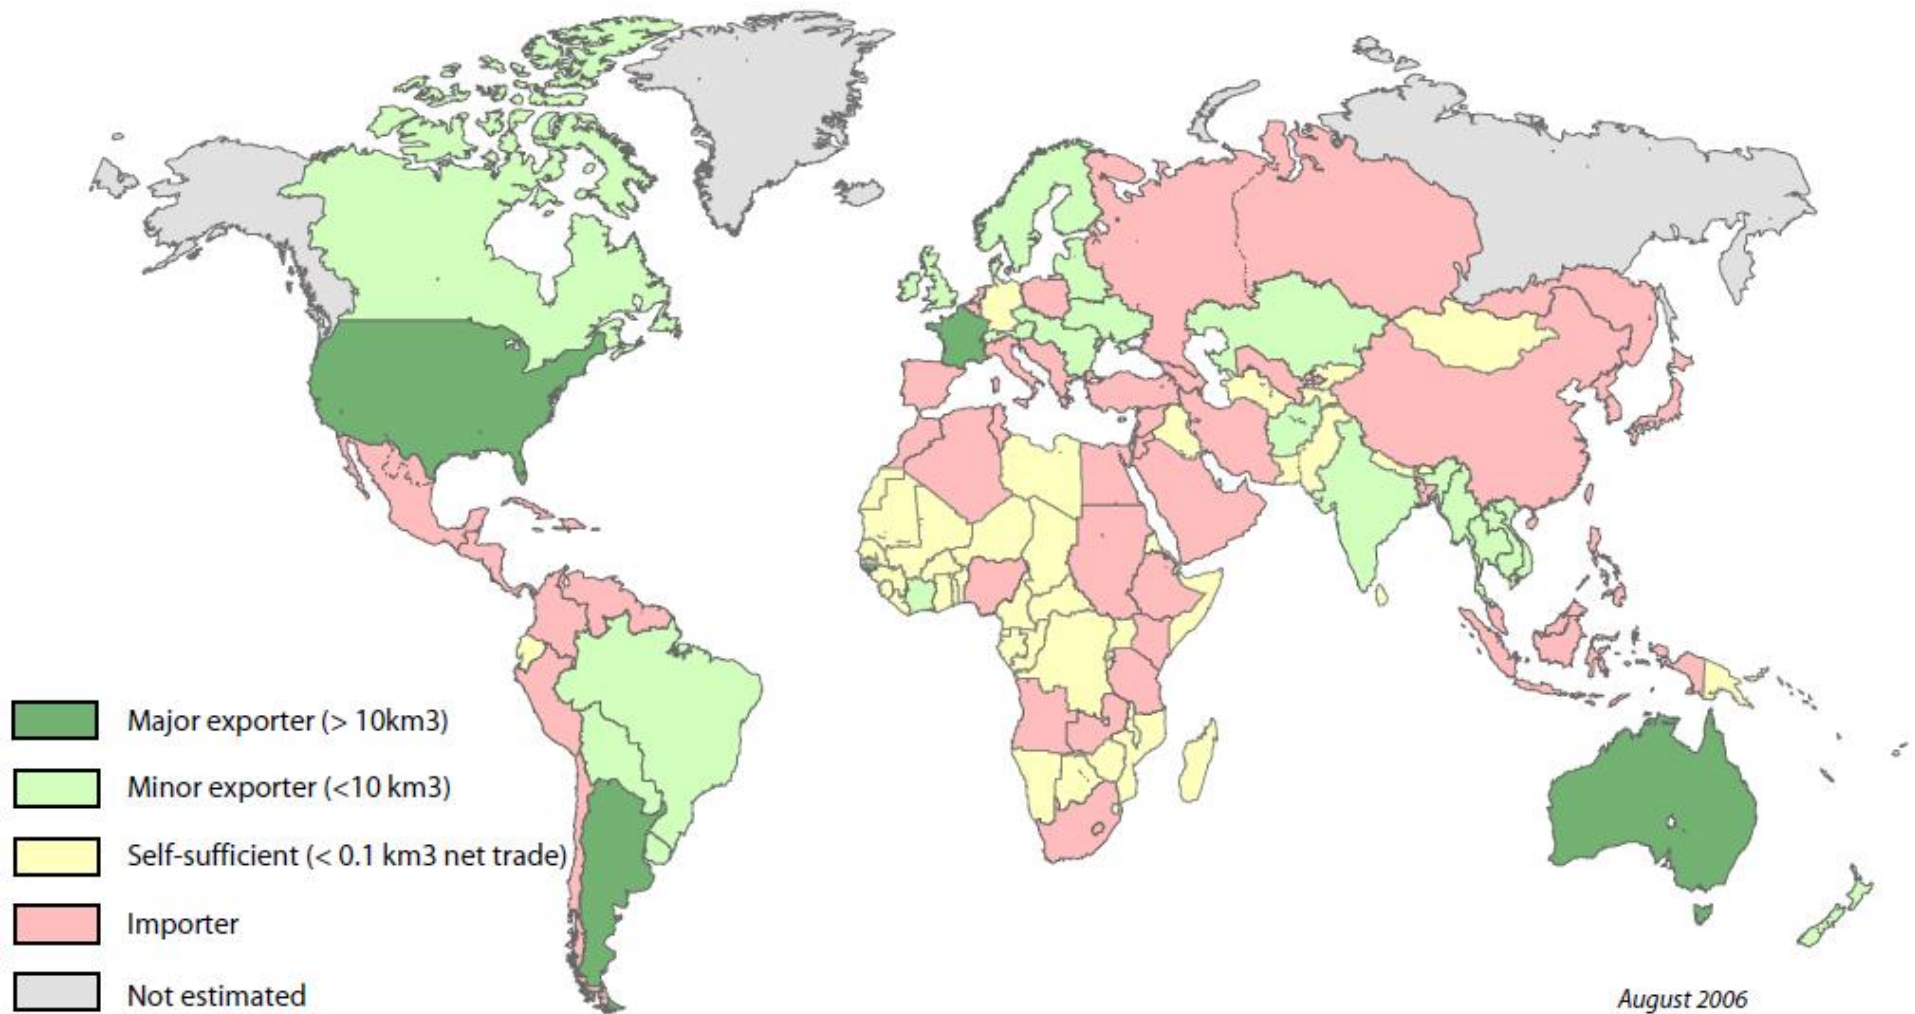 Major exporter (> 10km3)
Minor exporter (<10 km3)
Self-sufficient (< 0.1 km3 net trade)
Importer
Not estimated
August 2006